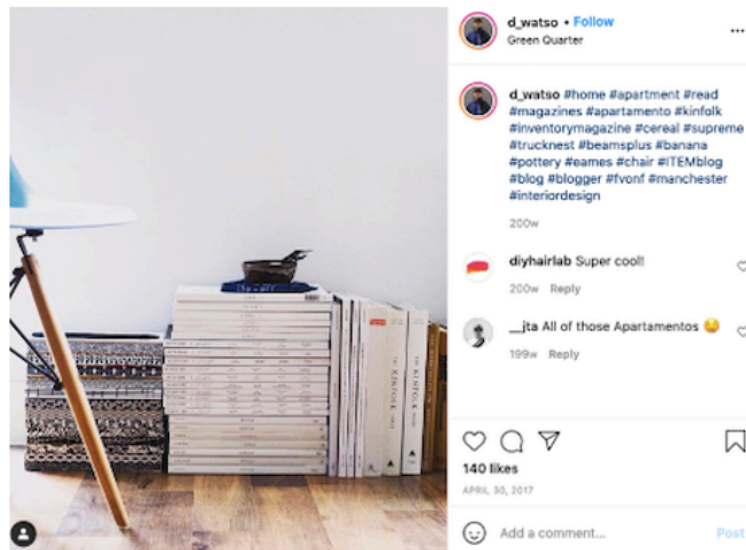 d_watso • Follow
Green Quarter
d_watso #home #apartment #read
#magazines #apartamento #kinfolk
#inventorymagazine #cereal #supreme
#trucknest #beamsplus #banana
#pottery #eames #chair #ITEMblog
#blog #blogger #fvonf #manchester
#interiordesign
200w
diyhairlab Super cool!
200w Reply
__jta All of those Apartamentos 😄
199w Reply
140 likes
APRIL 30, 2017
Add a comment... Post
KINFOLK
KINFOLK